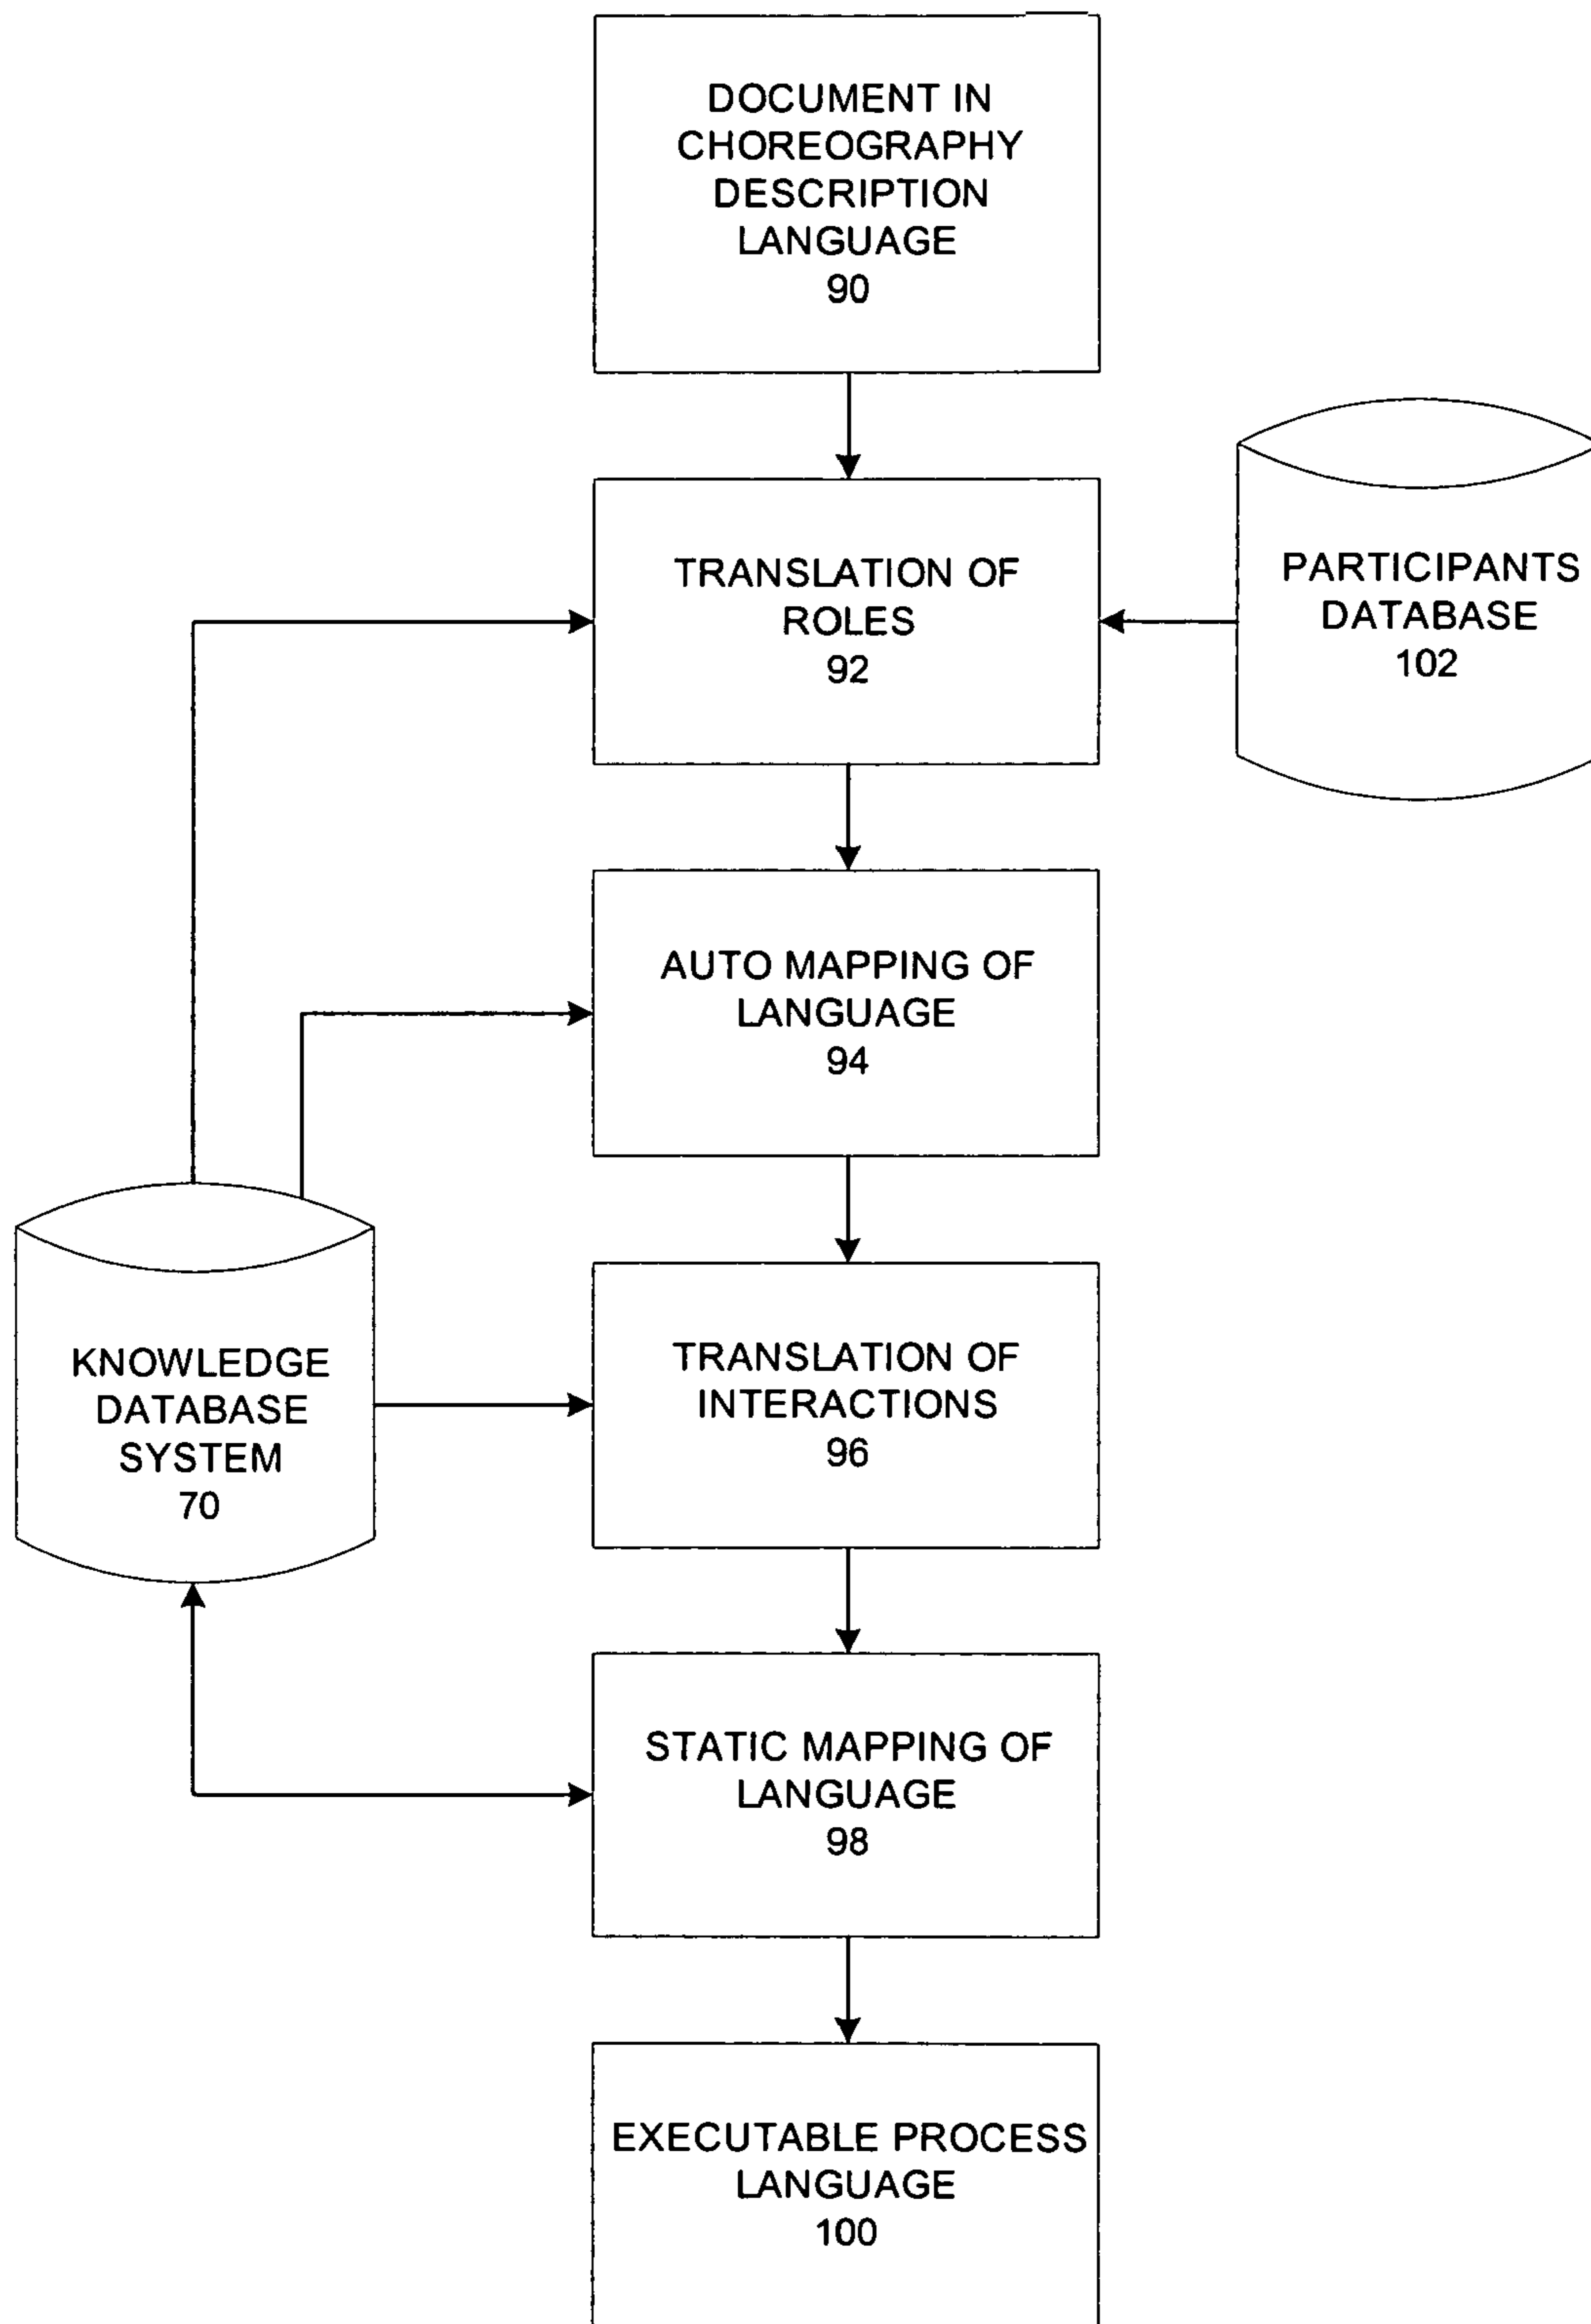 DOCUMENT IN
CHOREOGRAPHY
DESCRIPTION
LANGUAGE
90
TRANSLATION OF
ROLES
92
PARTICIPANTS
DATABASE
102
AUTO MAPPING OF
LANGUAGE
94
KNOWLEDGE
DATABASE
SYSTEM
70
TRANSLATION OF
INTERACTIONS
96
STATIC MAPPING OF
LANGUAGE
98
EXECUTABLE PROCESS
LANGUAGE
100